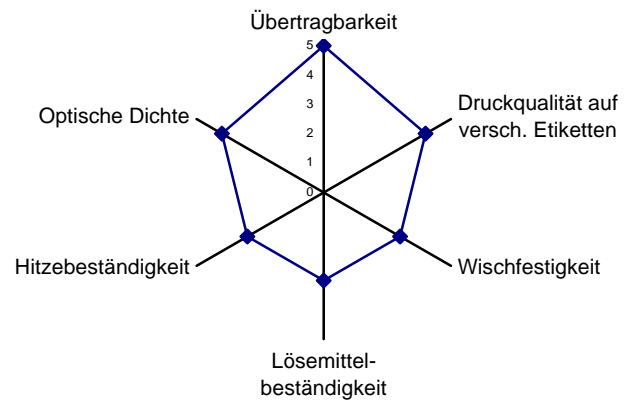 Übertragbarkeit
5
4
3
2
1
0
Optische Dichte
Druckqualität auf
versch. Etiketten
Hitzebeständigkeit
Wischfestigkeit
Lösemittel-
beständigkeit